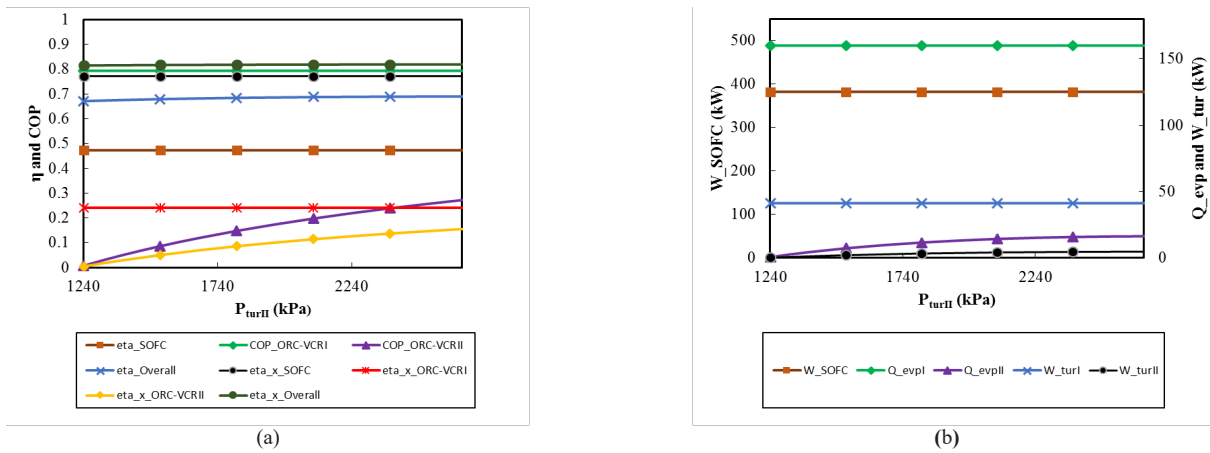 1
0.9
0.8
0.7
0.6
0.5
0.4
0.3
0.2
0.1
0
η and COP
1240 1740 2240
P_turII (kPa)
eta_SOFC COP_ORC-VCRI COP_ORC-VCRII
eta_Overall eta_x_SOFC eta_x_ORC-VCRI
eta_x_ORC-VCRII eta_x_Overall
(a)
500
400
300
200
100
0
W_SOFC (kW)
150
100
50
0
Q_evp and W_tur (kW)
1240 1740 2240
P_turII (kPa)
W_SOFC Q_evpI Q_evpII W_turI W_turII
(b)